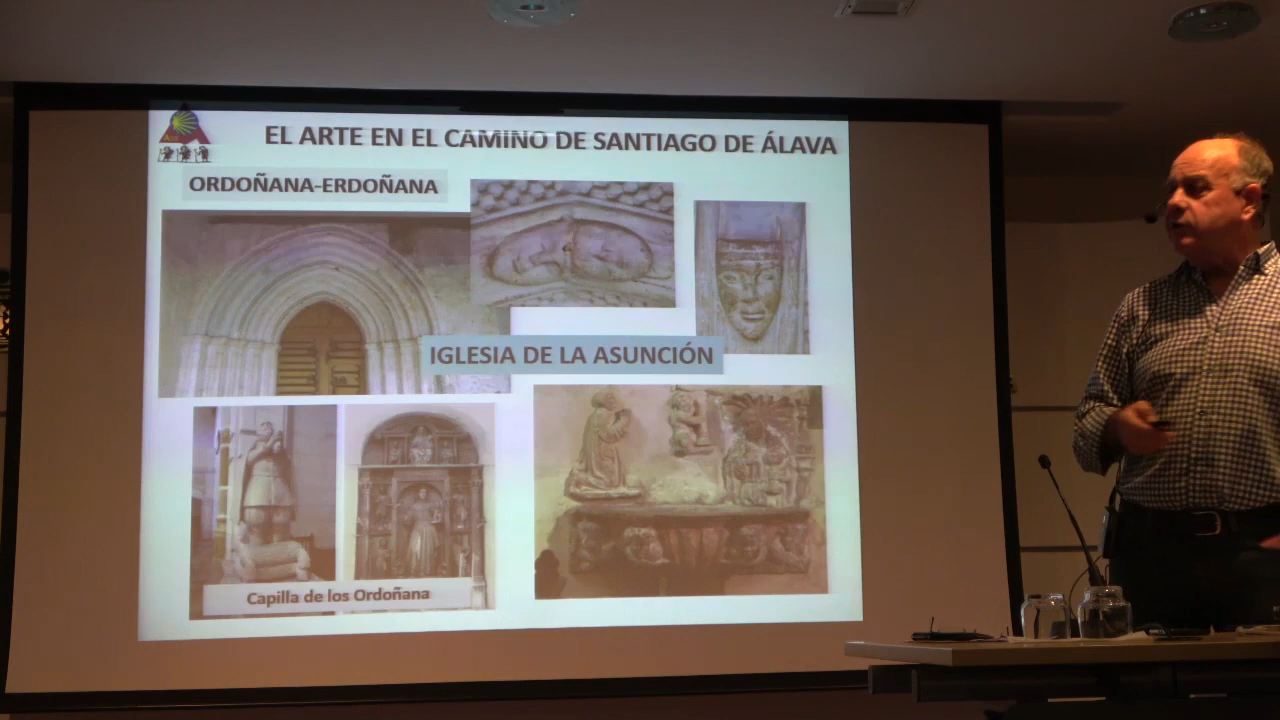 EL ARTE EN EL CAMINO DE SANTIAGO DE ÁLAVA
ORDOÑANA-ERDOÑANA
IGLESIA DE LA ASUNCIÓN
Capilla de los Ordoñana